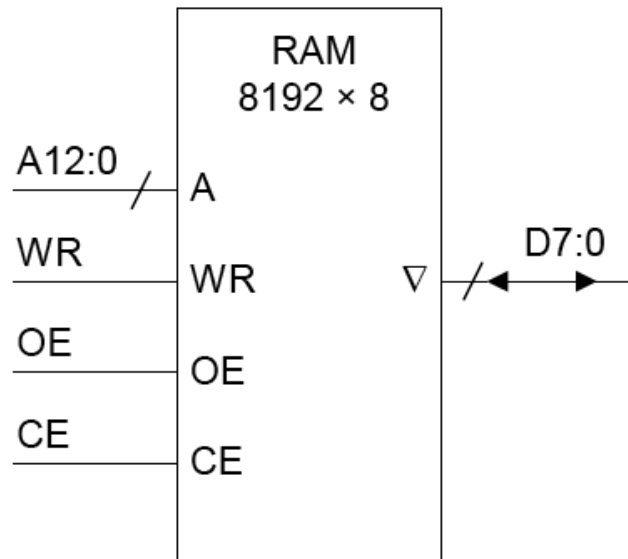 RAM
8192 × 8
A12:0
A
WR
WR
D7:0
∇
OE
OE
CE
CE